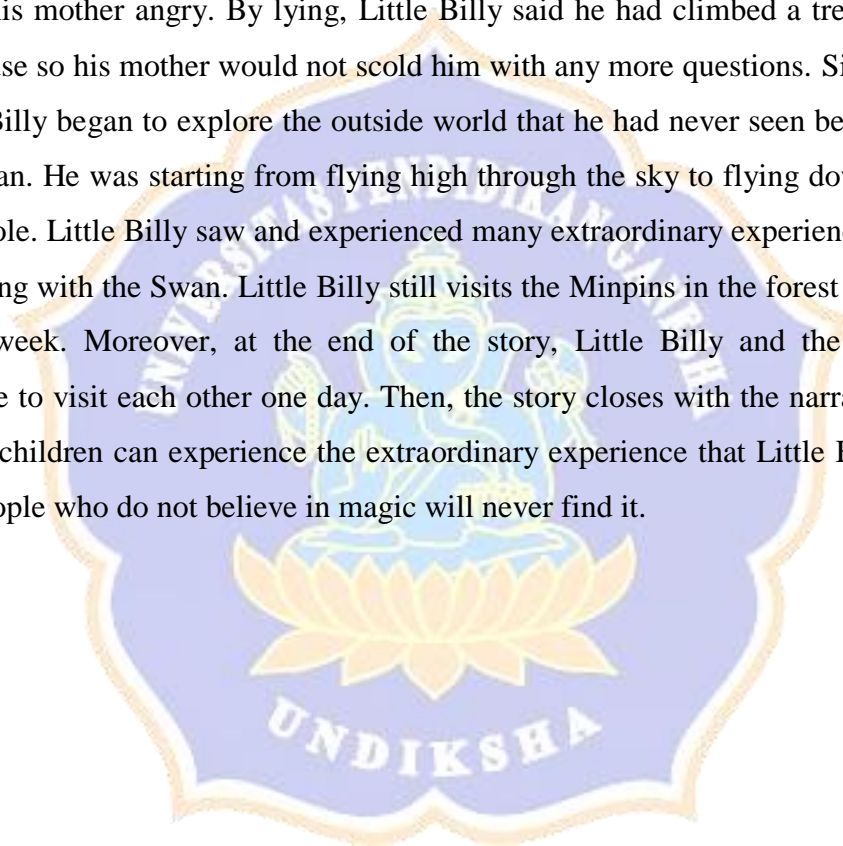 is mother angry. By lying, Little Billy said he had climbed a tre
use so his mother would not scold him with any more questions. Si
Billy began to explore the outside world that he had never seen be
an. He was starting from flying high through the sky to flying dov
ole. Little Billy saw and experienced many extraordinary experienc
ng with the Swan. Little Billy still visits the Minpins in the forest
week. Moreover, at the end of the story, Little Billy and the
e to visit each other one day. Then, the story closes with the narra
children can experience the extraordinary experience that Little B
ople who do not believe in magic will never find it.
UNIVERSITAS PENDIDIKAN GANESHA
UNDIKSHA